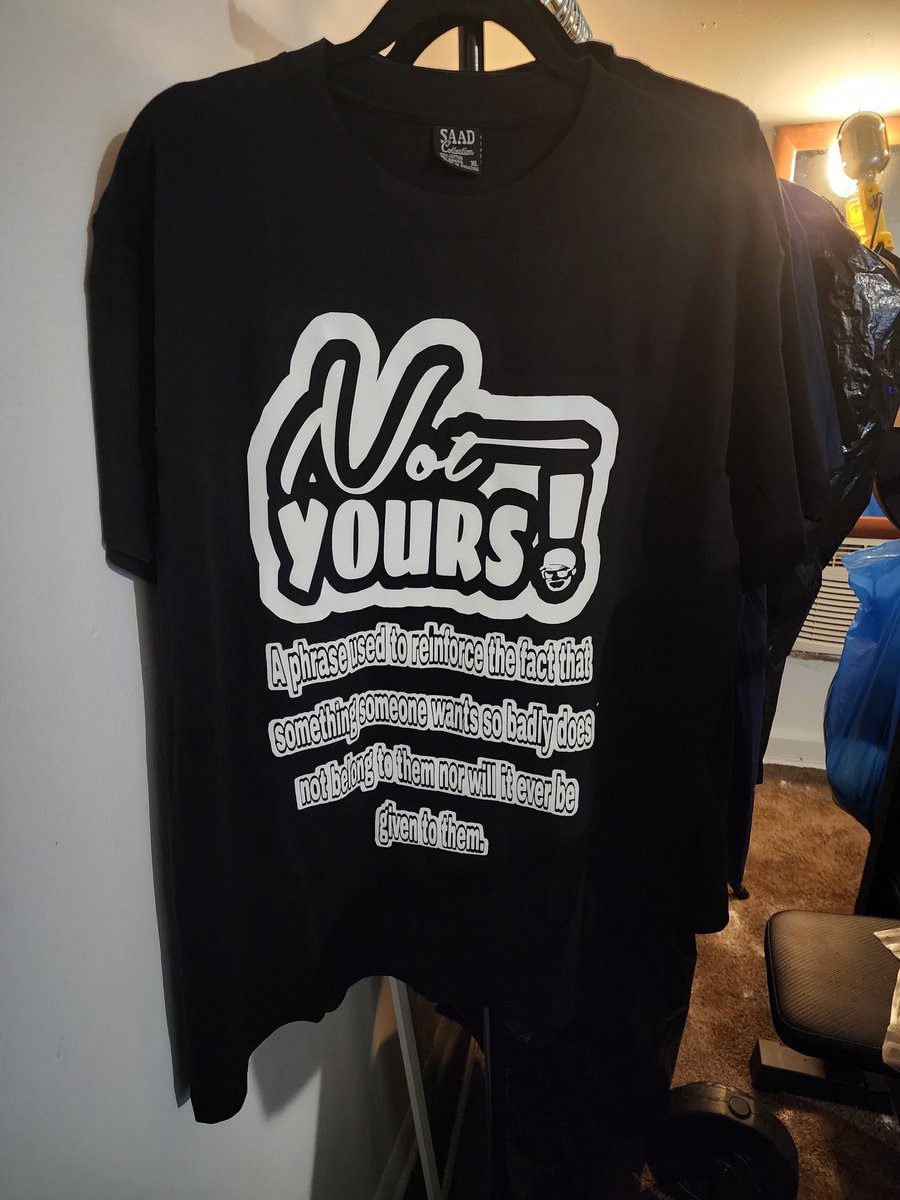 SAAD
Collection
XL
Not
YOURS!
A phrase used to reinforce the fact that
something someone wants so badly does
not belong to them nor will it ever be
given to them.